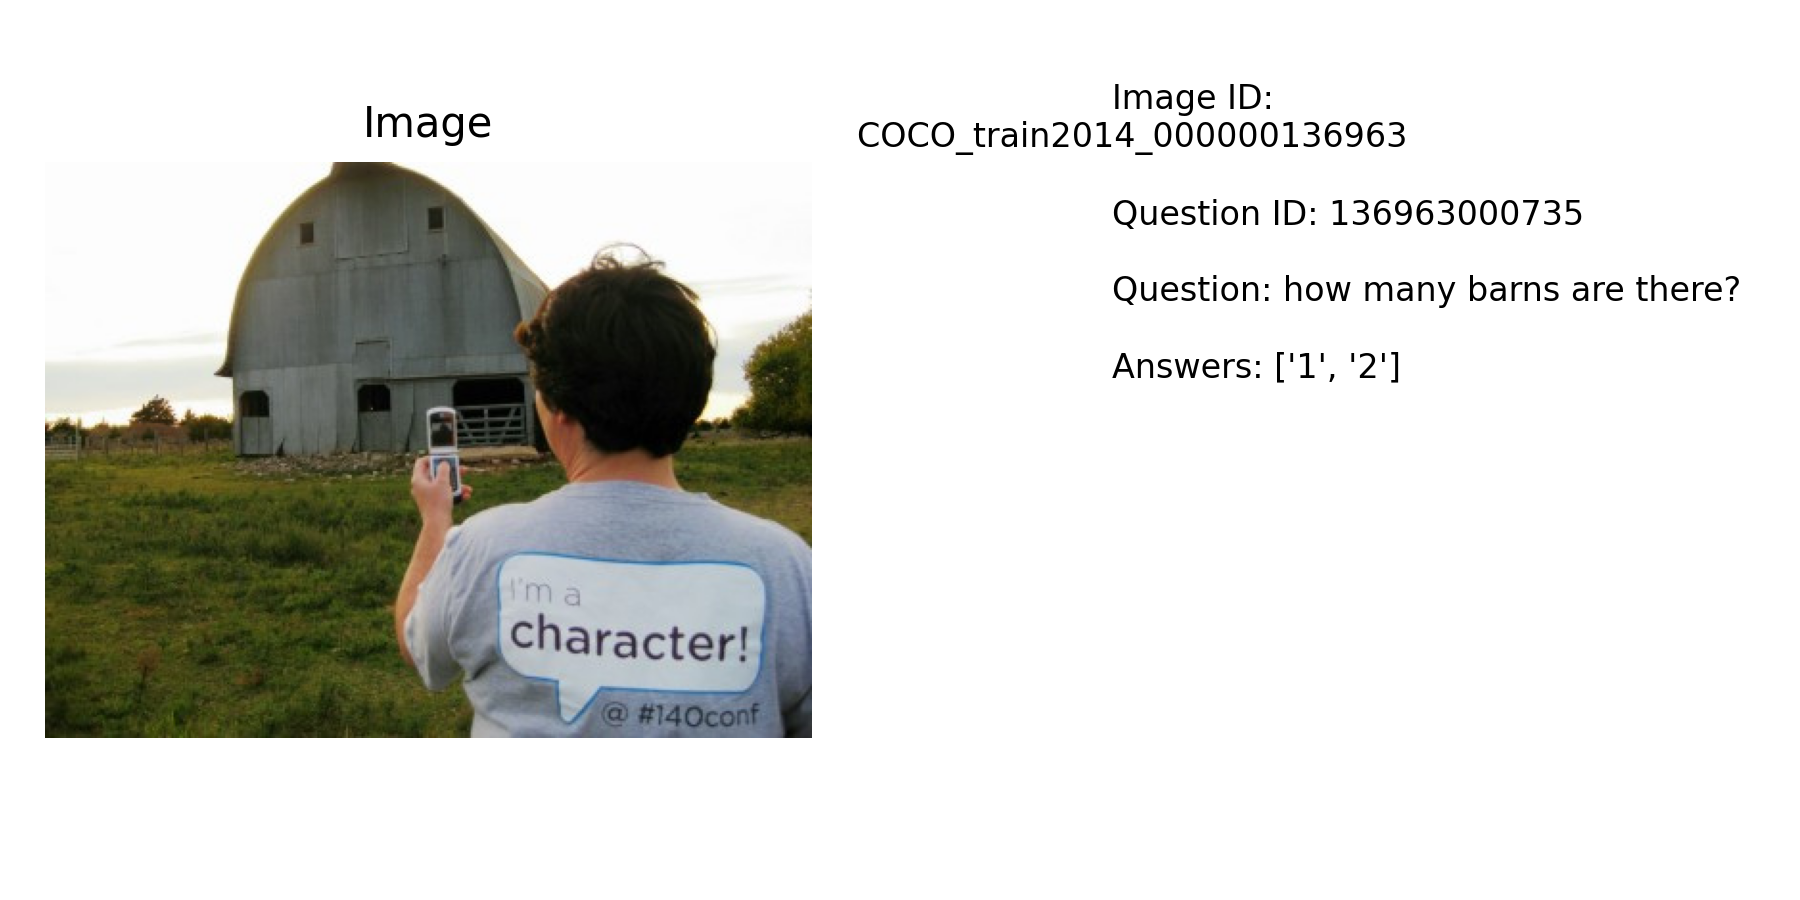 Image
Image ID:
COCO_train2014_000000136963
Question ID: 136963000735
Question: how many barns are there?
Answers: ['1', '2']
I'm a
character!
@ #140conf